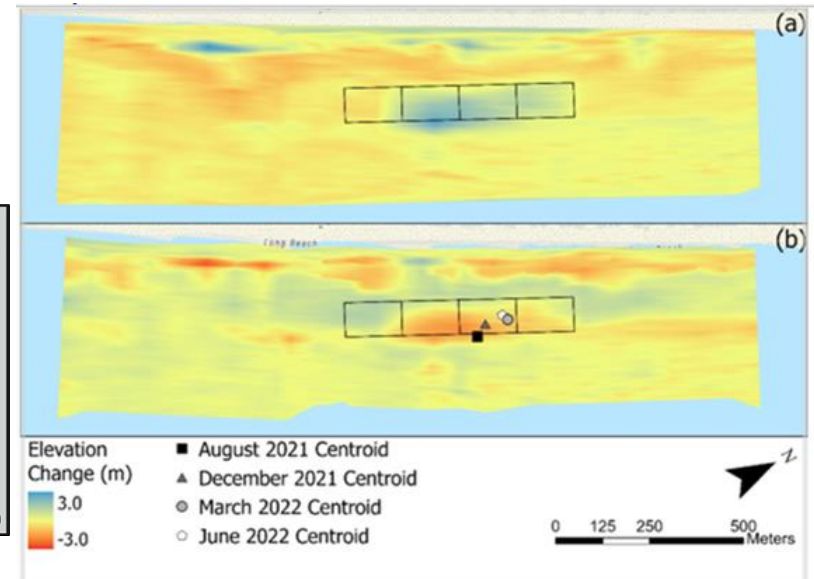 (a)
Long Beach
(b)
Elevation
Change (m)
3.0
-3.0
August 2021 Centroid
December 2021 Centroid
March 2022 Centroid
June 2022 Centroid
N
0 125 250 500
Meters